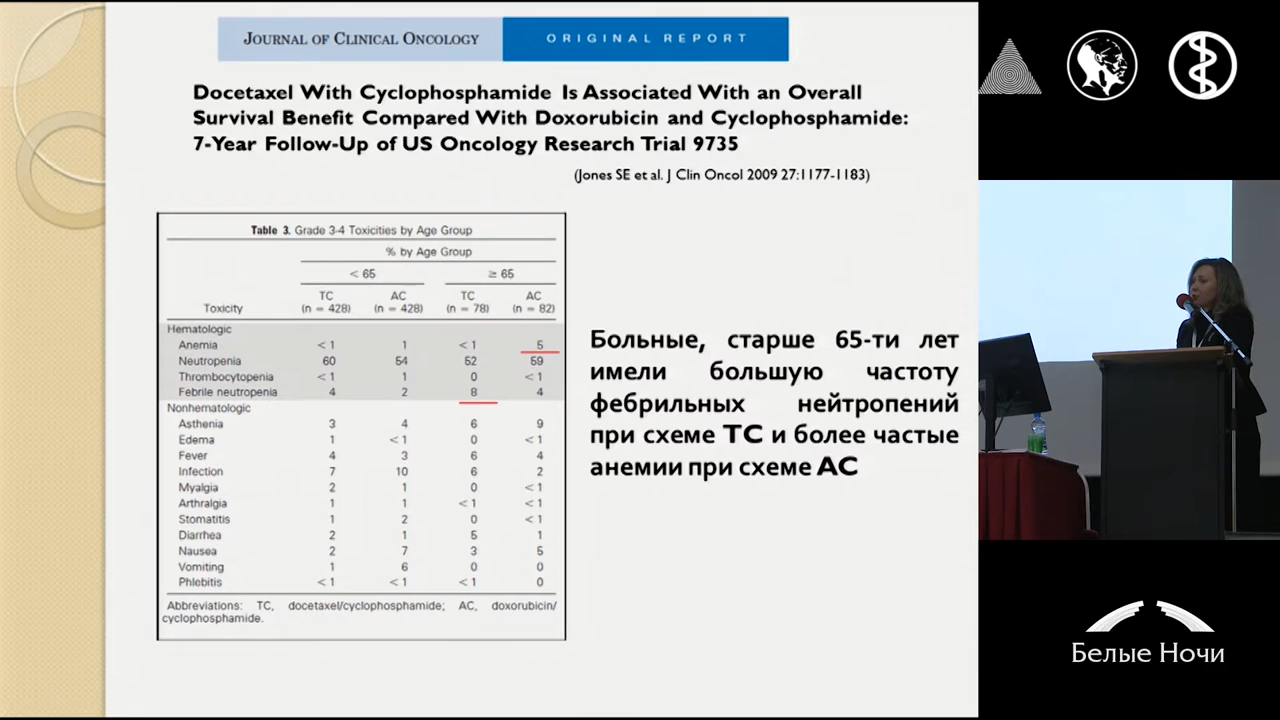 JOURNAL OF CLINICAL ONCOLOGY ORIGINAL REPORT
Docetaxel With Cyclophosphamide Is Associated With an Overall
Survival Benefit Compared With Doxorubicin and Cyclophosphamide:
7-Year Follow-Up of US Oncology Research Trial 9735
(Jones SE et al. J Clin Oncol 2009 27:1177-1183)
Table 3. Grade 3-4 Toxicities by Age Group
% by Age Group
< 65 ≥ 65
TC AC TC AC
Toxicity (n = 428) (n = 428) (n = 78) (n = 82)
Hematologic
Anemia < 1 1 < 1 5
Neutropenia 60 54 52 59
Thrombocytopenia < 1 1 0 < 1
Febrile neutropenia 4 2 8 4
Nonhematologic
Asthenia 3 4 6 9
Edema 1 < 1 0 < 1
Fever 4 3 6 4
Infection 7 10 6 2
Myalgia 2 1 0 < 1
Arthralgia 1 1 < 1 < 1
Stomatitis 1 2 0 < 1
Diarrhea 2 1 5 1
Nausea 2 7 3 5
Vomiting 1 6 0 0
Phlebitis < 1 < 1 < 1 0
Abbreviations: TC, docetaxel/cyclophosphamide; AC, doxorubicin/
cyclophosphamide.
Больные, старше 65-ти лет
имели большую частоту
фебрильных нейтропений
при схеме ТС и более частые
анемии при схеме АС
Белые Ночи